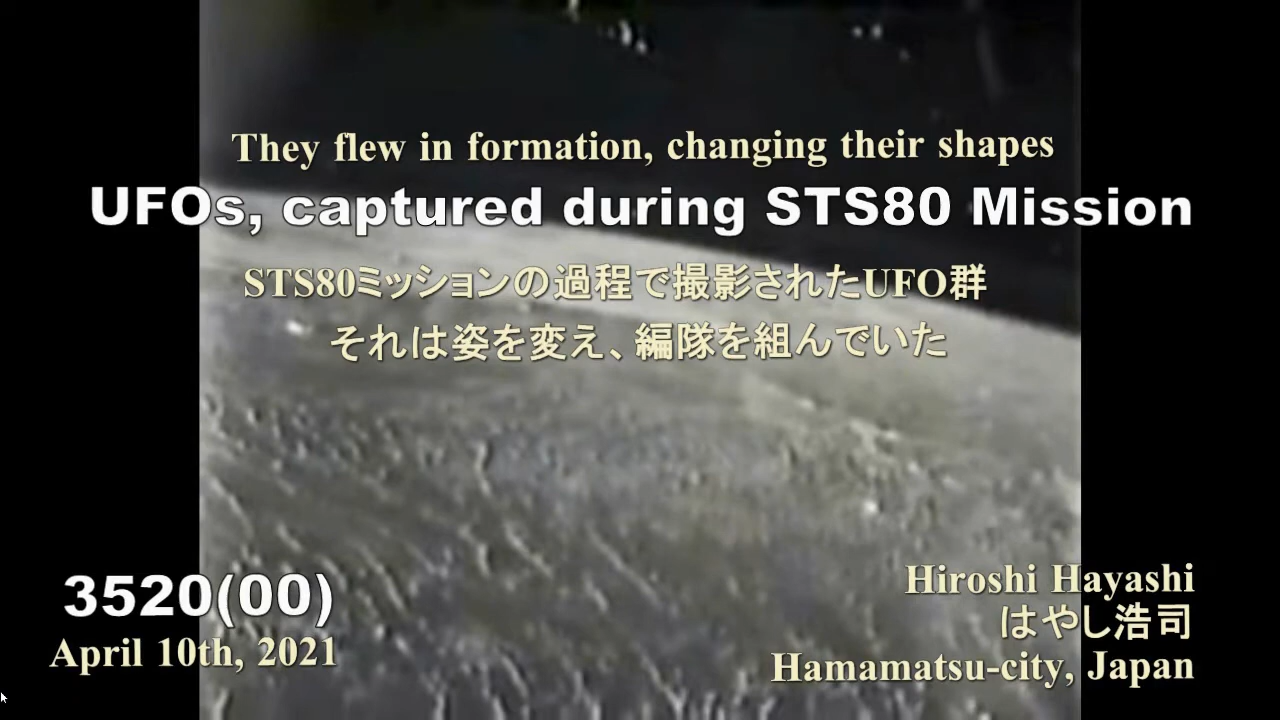 They flew in formation, changing their shapes
UFOs, captured during STS80 Mission
STS80ミッションの過程で撮影されたUFO群
それは姿を変え、編隊を組んでいた
3520(00)
April 10th, 2021
Hiroshi Hayashi
はやし浩司
Hamamatsu-city, Japan